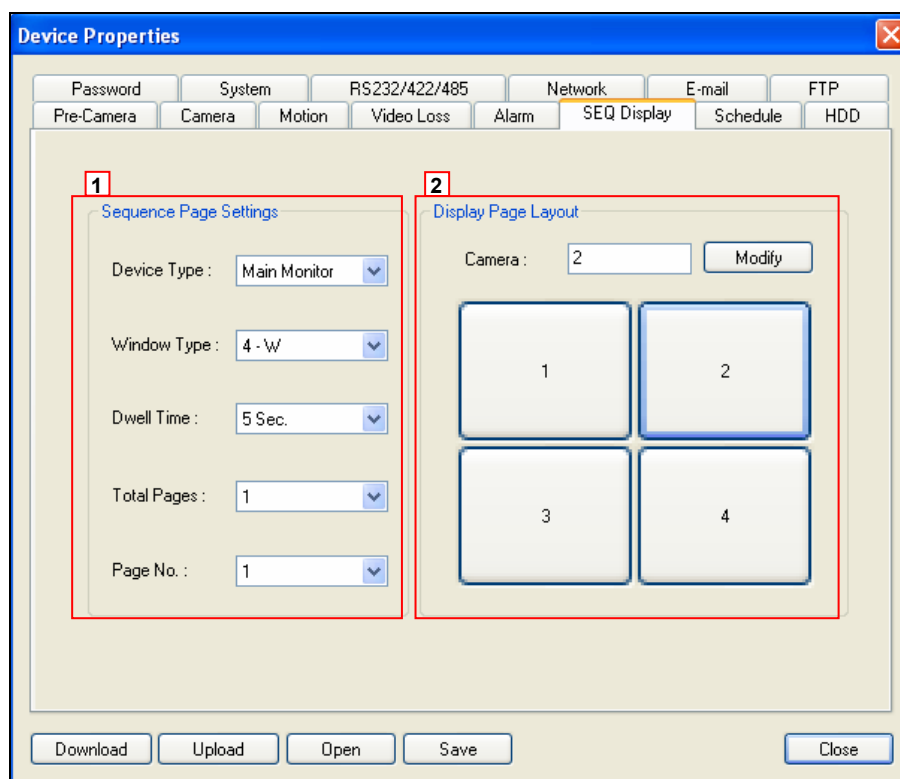 Device Properties
Password System RS232/422/485 Network E-mail FTP
Pre-Camera Camera Motion Video Loss Alarm SEQ Display Schedule HDD
1
Sequence Page Settings
Device Type : Main Monitor
Window Type : 4 - W
Dwell Time : 5 Sec.
Total Pages : 1
Page No. : 1
2
Display Page Layout
Camera : 2 Modify
1 2
3 4
Download Upload Open Save Close